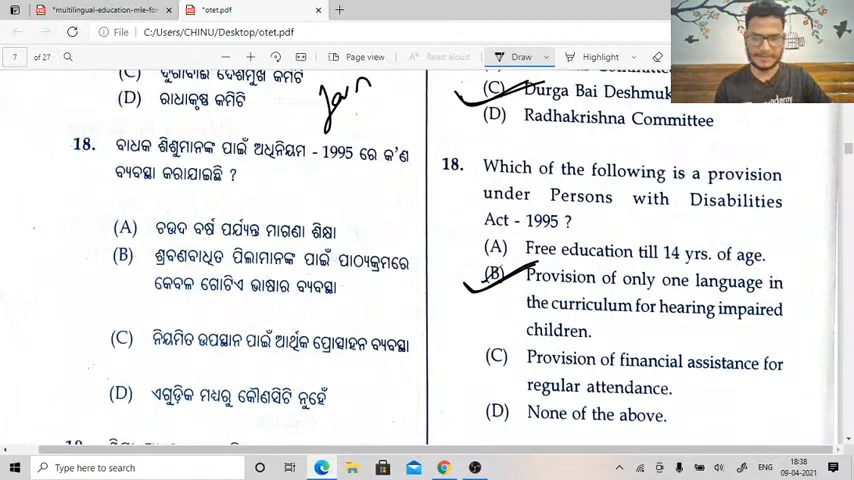 *multilingual-education-mle-for
*otet.pdf
File
C:/Users/CHINU/Desktop/otet.pdf
7
of 27
Page view
Read aloud
Draw
Highlight
(C) ଦୁର୍ଗାବାଇ ଦେଶମୁଖ କମିଟି
(D) ରାଧାକୃଷ୍ଣ କମିଟି
18. ବାଧକ ଶିଶୁମାନଙ୍କ ପାଇଁ ଅଧିନିୟମ - 1995 ରେ କ'ଣ
ବ୍ୟବସ୍ଥା କରାଯାଇଛି ?
(A) ଚଉଦ ବର୍ଷ ପର୍ଯ୍ୟନ୍ତ ମାଗଣା ଶିକ୍ଷା
(B) ଶ୍ରବଣବାଧିତ ପିଲାମାନଙ୍କ ପାଇଁ ପାଠ୍ୟକ୍ରମରେ
କେବଳ ଗୋଟିଏ ଭାଷାର ବ୍ୟବସ୍ଥା
(C) ନିୟମିତ ଉପସ୍ଥାନ ପାଇଁ ଆର୍ଥିକ ପ୍ରୋତ୍ସାହନ ବ୍ୟବସ୍ଥା
(D) ଏଗୁଡ଼ିକ ମଧ୍ୟରୁ କୌଣସିଟି ନୁହେଁ
(C) Durga Bai Deshmuk
(D) Radhakrishna Committee
18. Which of the following is a provision
under Persons with Disabilities
Act - 1995 ?
(A) Free education till 14 yrs. of age.
(B) Provision of only one language in
the curriculum for hearing impaired
children.
(C) Provision of financial assistance for
regular attendance.
(D) None of the above.
Type here to search
ENG
18:38
09-04-2021